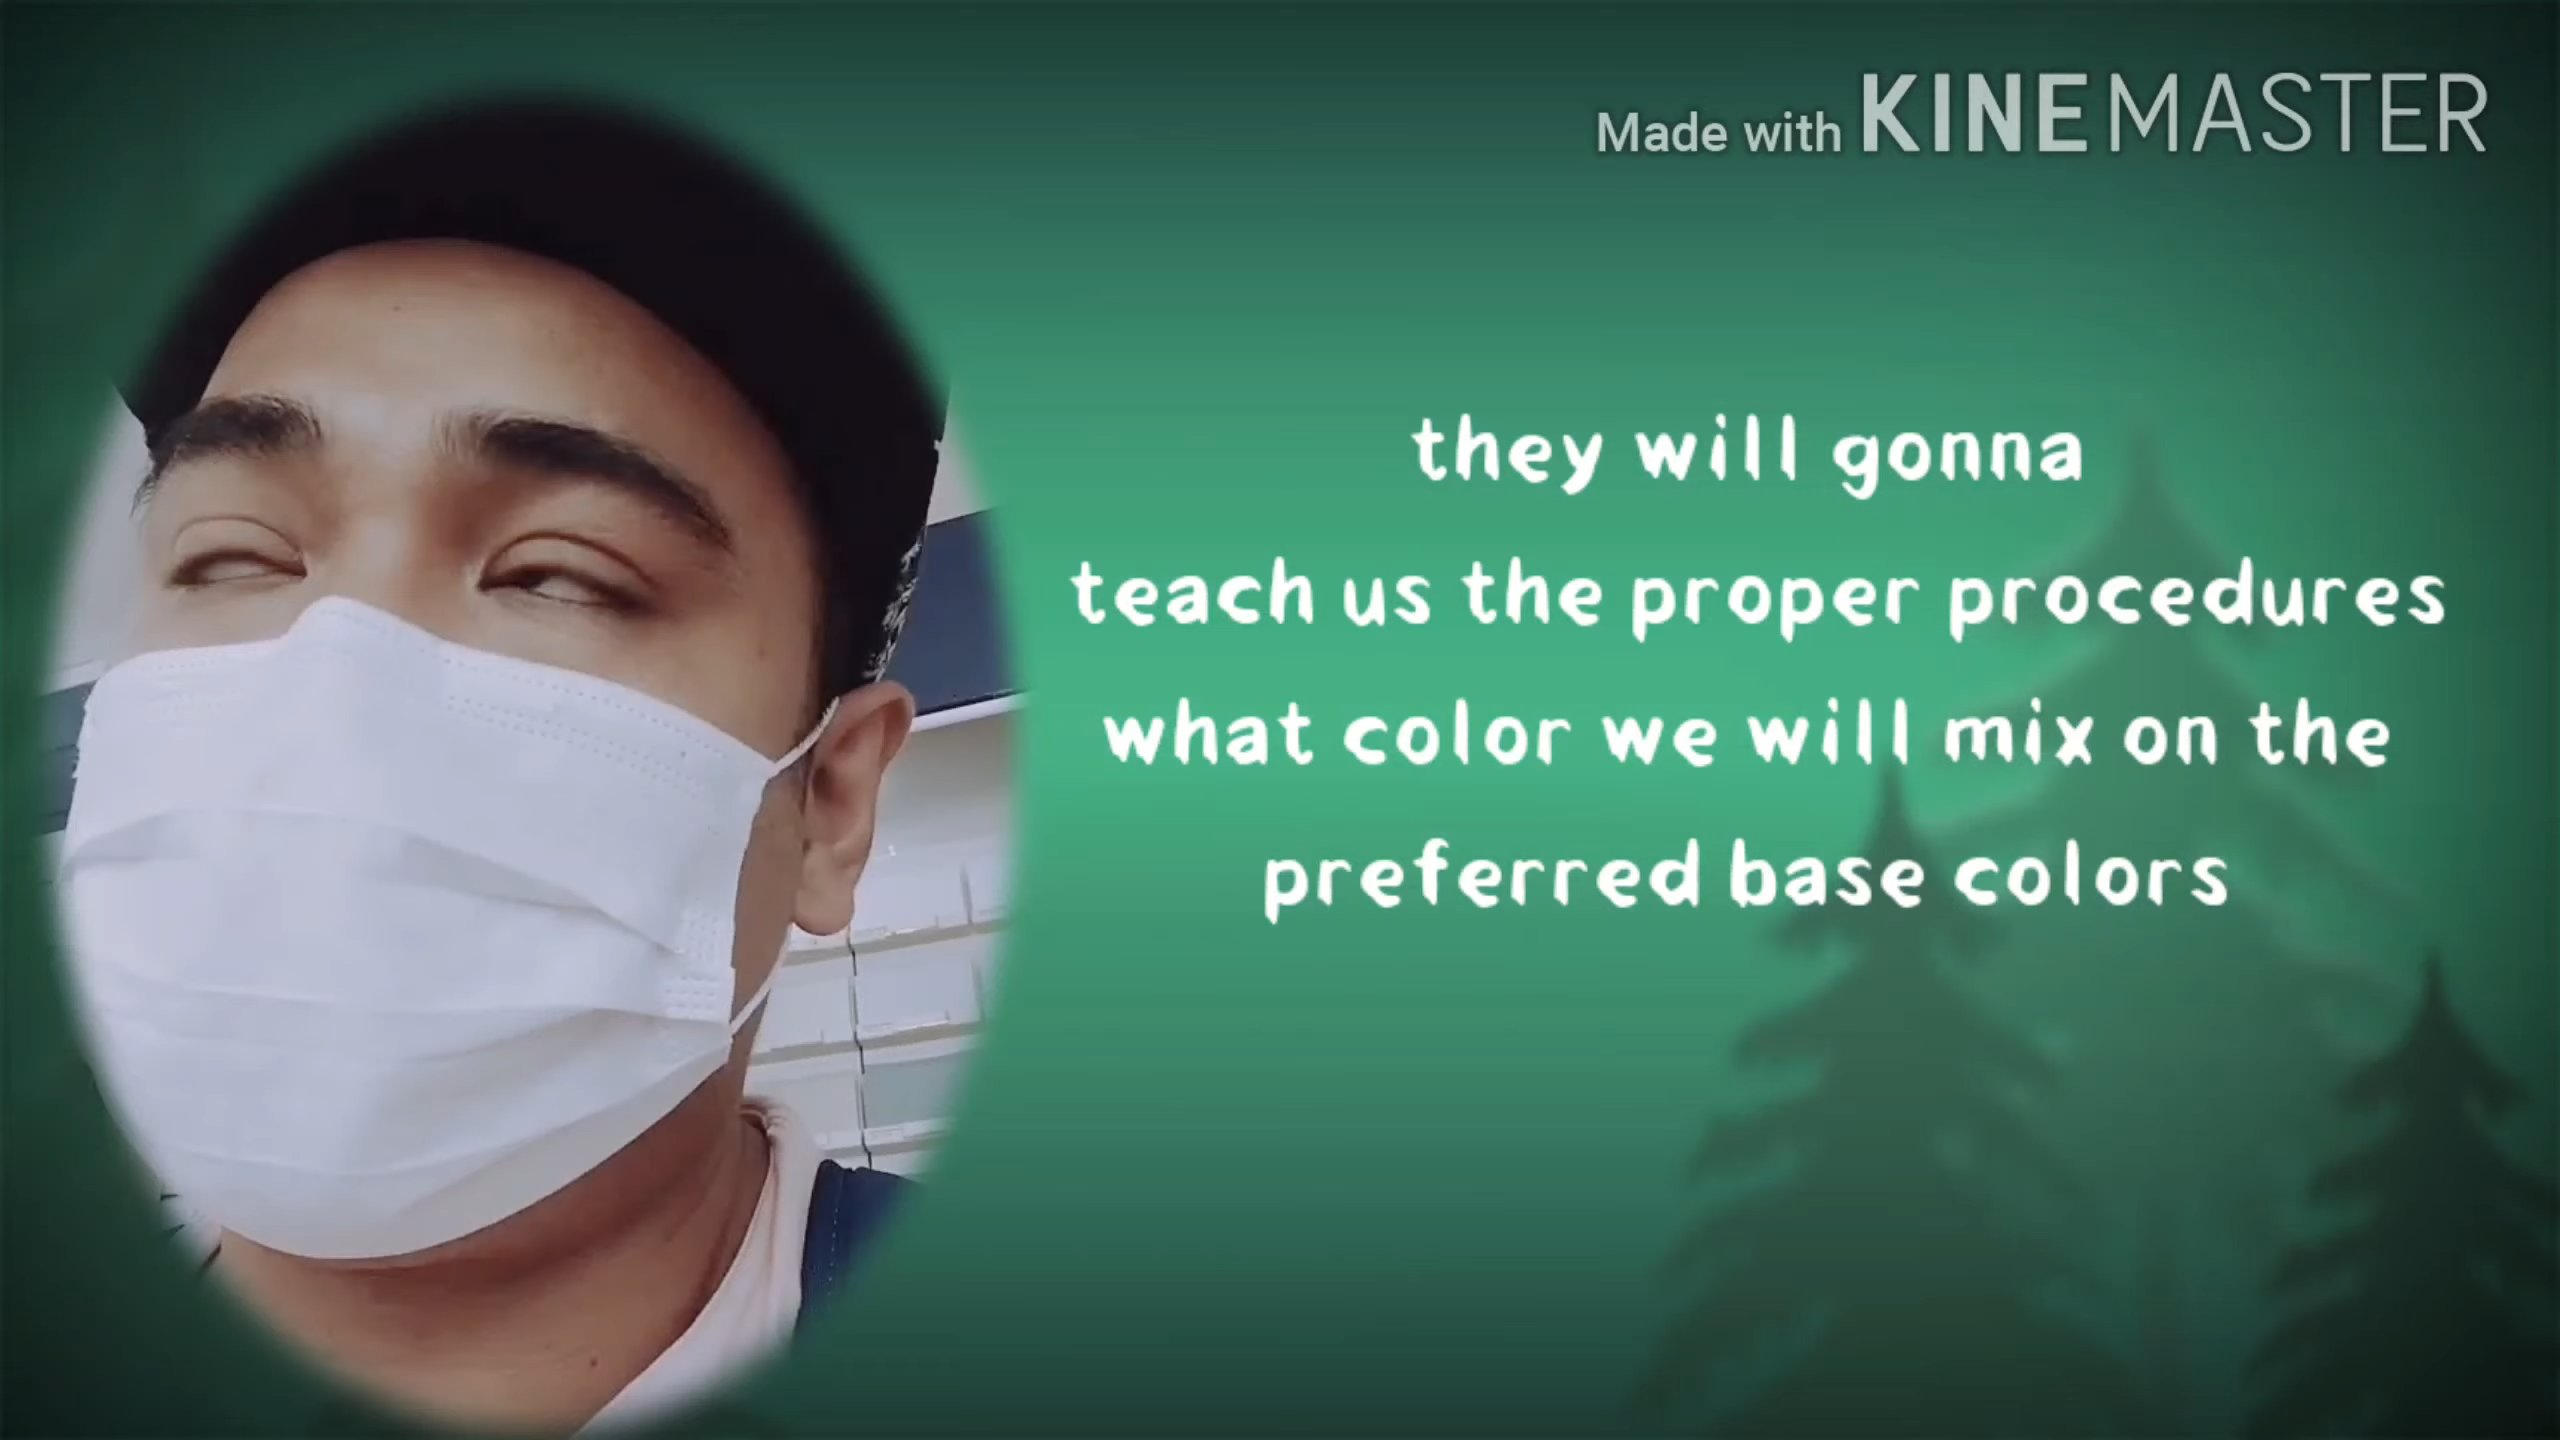 Made with KINEMASTER
they will gonna
teach us the proper procedures
what color we will mix on the
preferred base colors